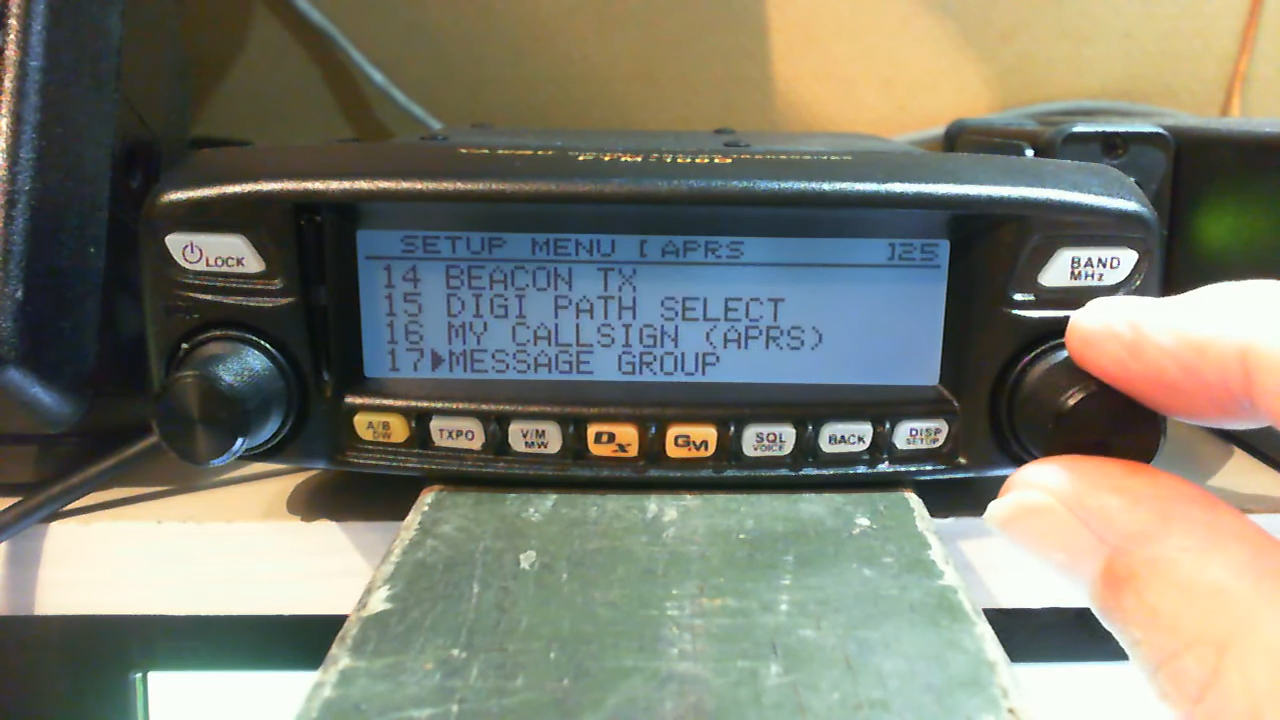 LOCK
BAND
MHz
SETUP MENU [ APRS ]25
14 BEACON TX
15 DIGI PATH SELECT
16 MY CALLSIGN (APRS)
17▶MESSAGE GROUP
A/B
DW
TXPO
V/M
MW
DX
GM
SQL
VOICE
BACK
DISP
SETUP